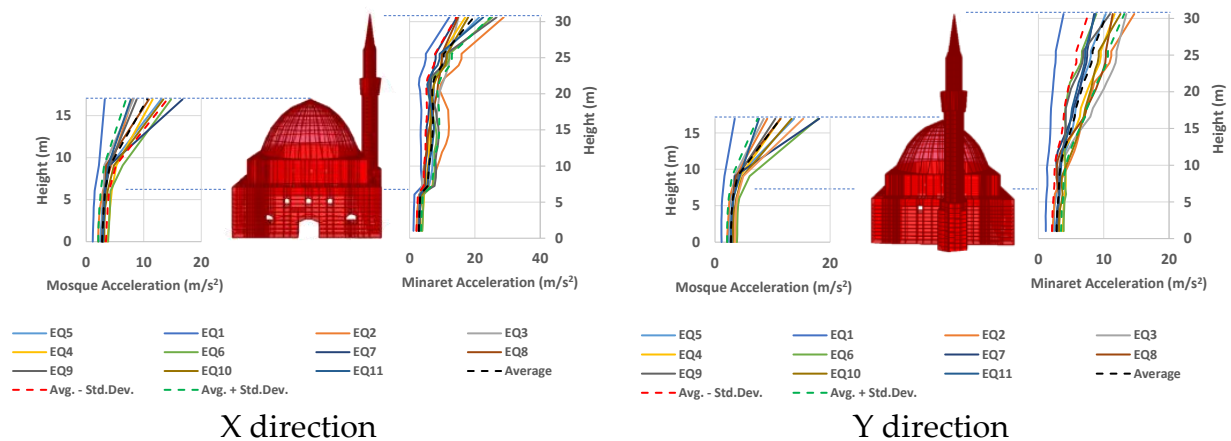 30
25
20
15
10
5
0
Height (m)
15
10
5
0
Height (m)
0 10 20
Mosque Acceleration (m/s²)
0 10 20 30 40
Minaret Acceleration (m/s²)
EQ5 EQ1 EQ2 EQ3
EQ4 EQ6 EQ7 EQ8
EQ9 EQ10 EQ11 Average
Avg. - Std.Dev. Avg. + Std.Dev.
X direction
30
25
20
15
10
5
0
Height (m)
15
10
5
0
Height (m)
0 10 20
Mosque Acceleration (m/s²)
0 5 10 15 20
Minaret Acceleration (m/s²)
EQ5 EQ1 EQ2 EQ3
EQ4 EQ6 EQ7 EQ8
EQ9 EQ10 EQ11 Average
Avg. - Std.Dev. Avg. + Std.Dev.
Y direction